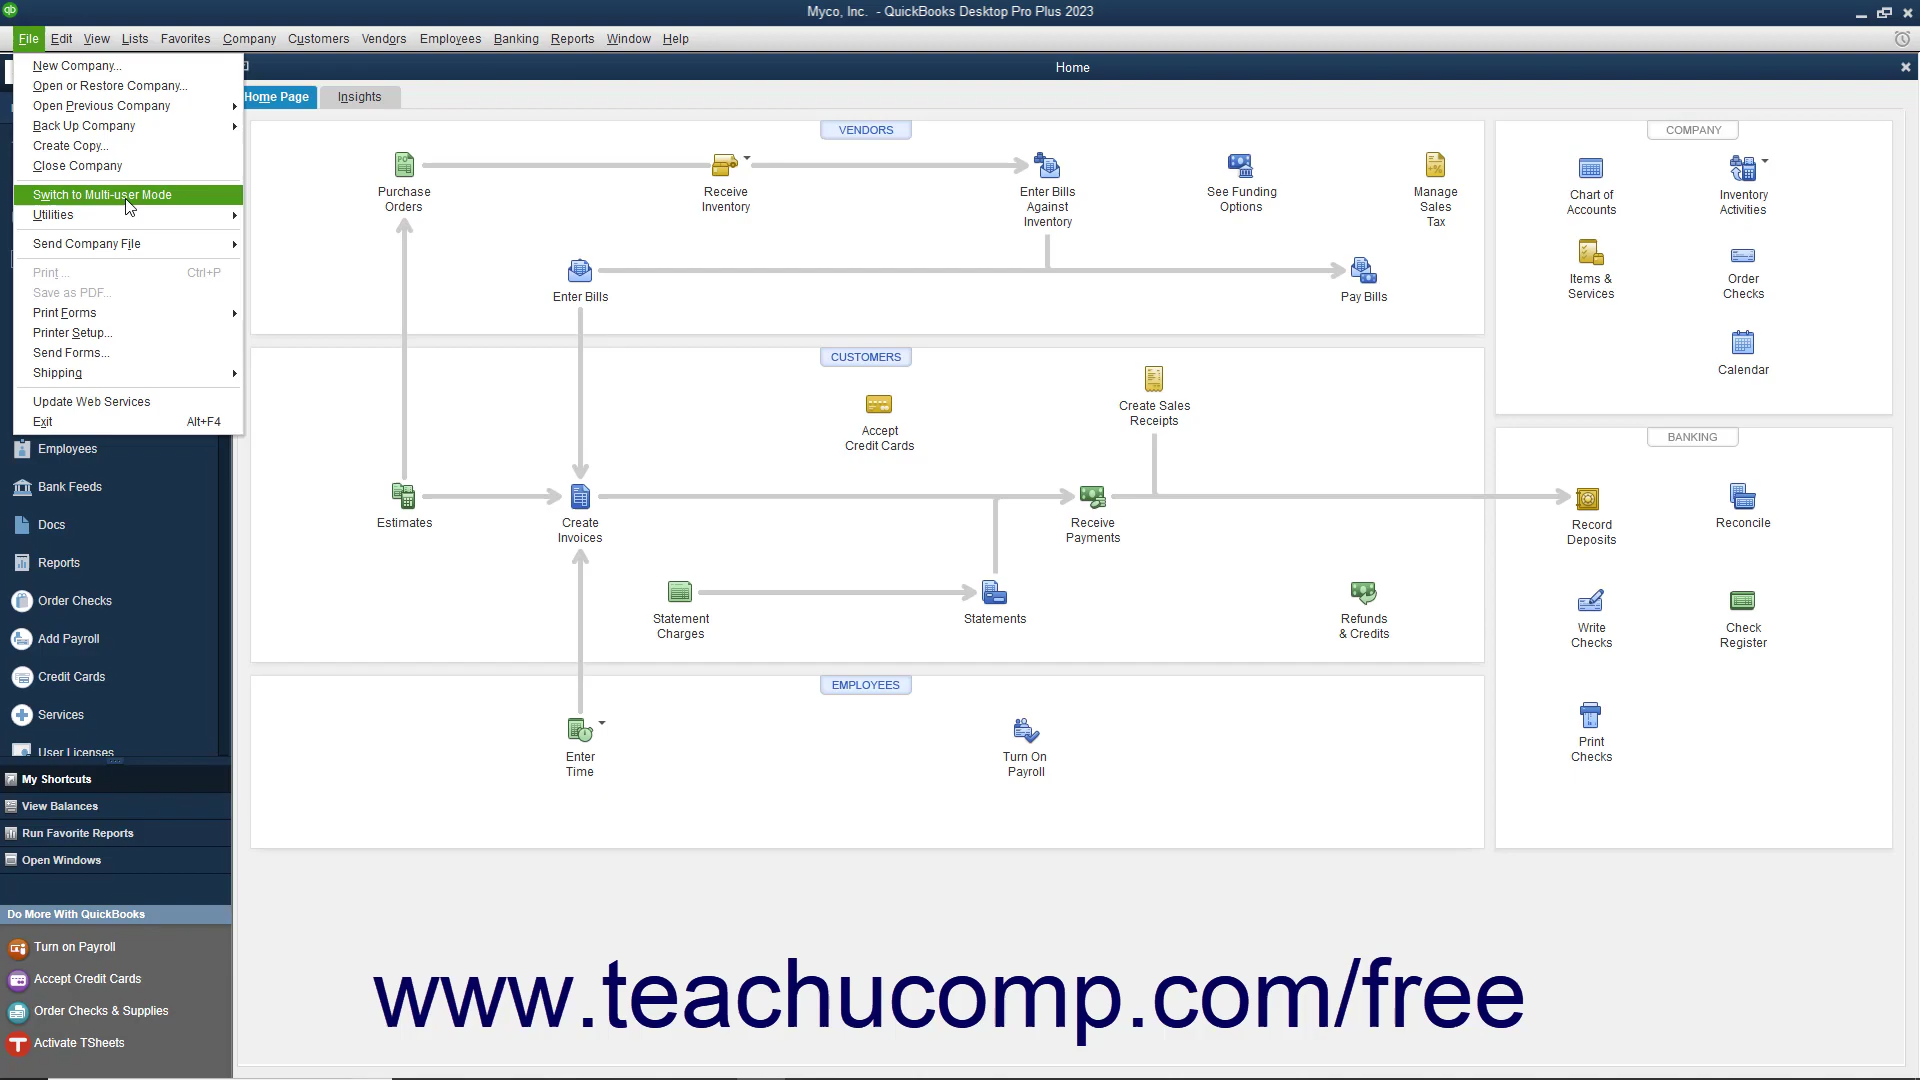 Myco, Inc. - QuickBooks Desktop Pro Plus 2023
File Edit View Lists Favorites Company Customers Vendors Employees Banking Reports Window Help
New Company...
Open or Restore Company...
Open Previous Company
Back Up Company
Create Copy...
Close Company
Switch to Multi-user Mode
Utilities
Send Company File
Print ... Ctrl+P
Save as PDF...
Print Forms
Printer Setup...
Send Forms...
Shipping
Update Web Services
Exit Alt+F4
Employees
Bank Feeds
Docs
Reports
Order Checks
Add Payroll
Credit Cards
Services
User Licenses
My Shortcuts
View Balances
Run Favorite Reports
Open Windows
Do More With QuickBooks
Turn on Payroll
Accept Credit Cards
Order Checks & Supplies
Activate TSheets
Home
Home Page Insights
VENDORS
Purchase
Orders
Receive
Inventory
Enter Bills
Against
Inventory
See Funding
Options
Manage
Sales
Tax
Enter Bills
Pay Bills
CUSTOMERS
Accept
Credit Cards
Create Sales
Receipts
Estimates
Create
Invoices
Receive
Payments
Statement
Charges
Statements
Refunds
& Credits
EMPLOYEES
Enter
Time
Turn On
Payroll
COMPANY
Chart of
Accounts
Inventory
Activities
Items &
Services
Order
Checks
Calendar
BANKING
Record
Deposits
Reconcile
Write
Checks
Check
Register
Print
Checks
www.teachucomp.com/free